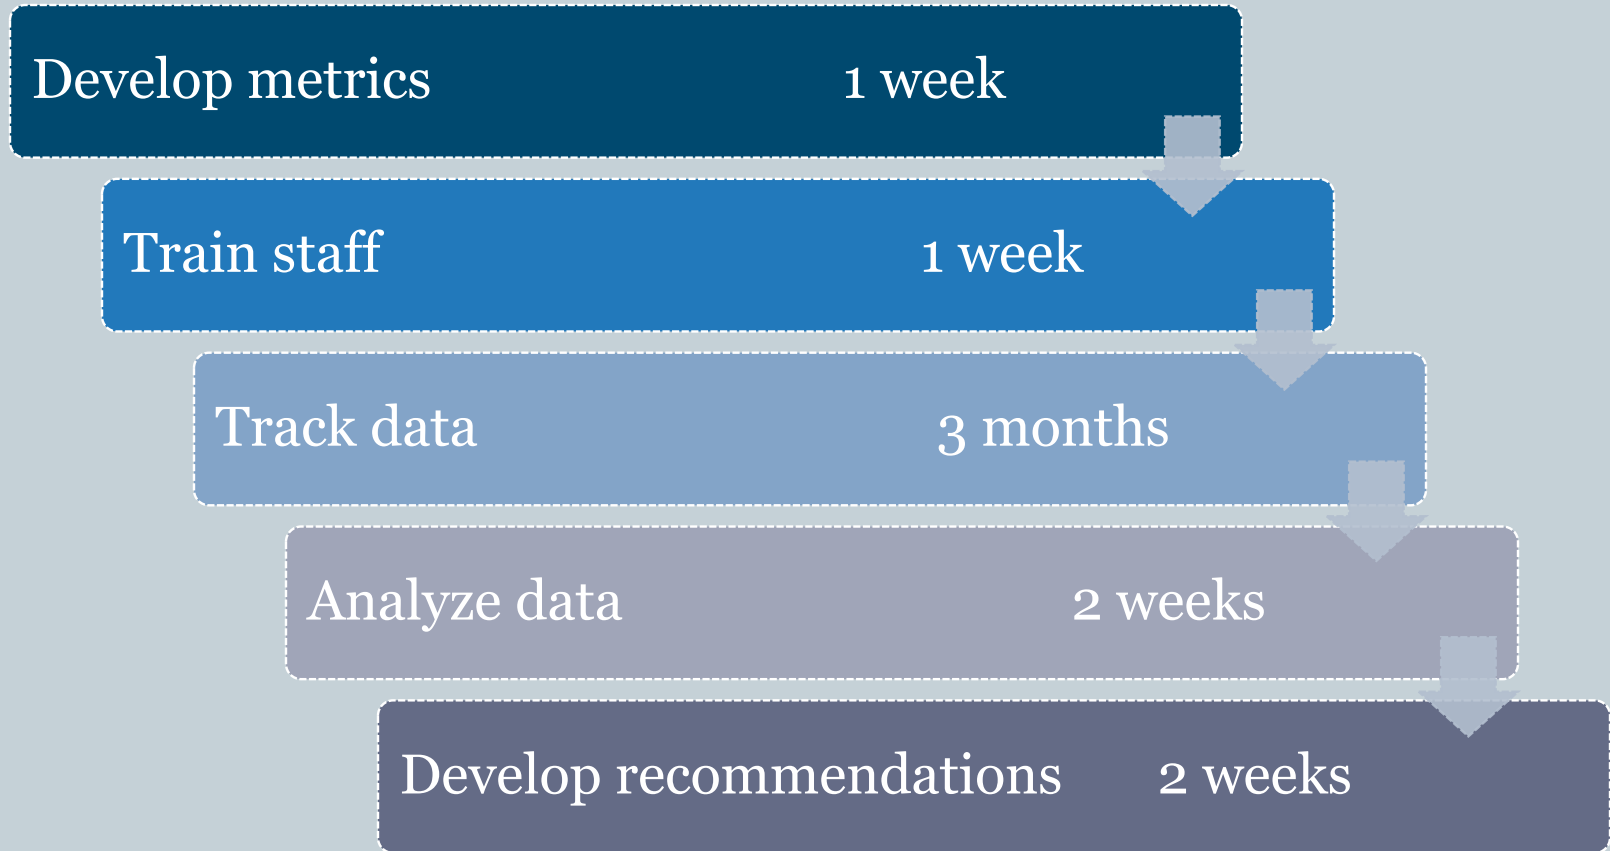 Develop metrics 1 week
Train staff 1 week
Track data 3 months
Analyze data 2 weeks
Develop recommendations 2 weeks